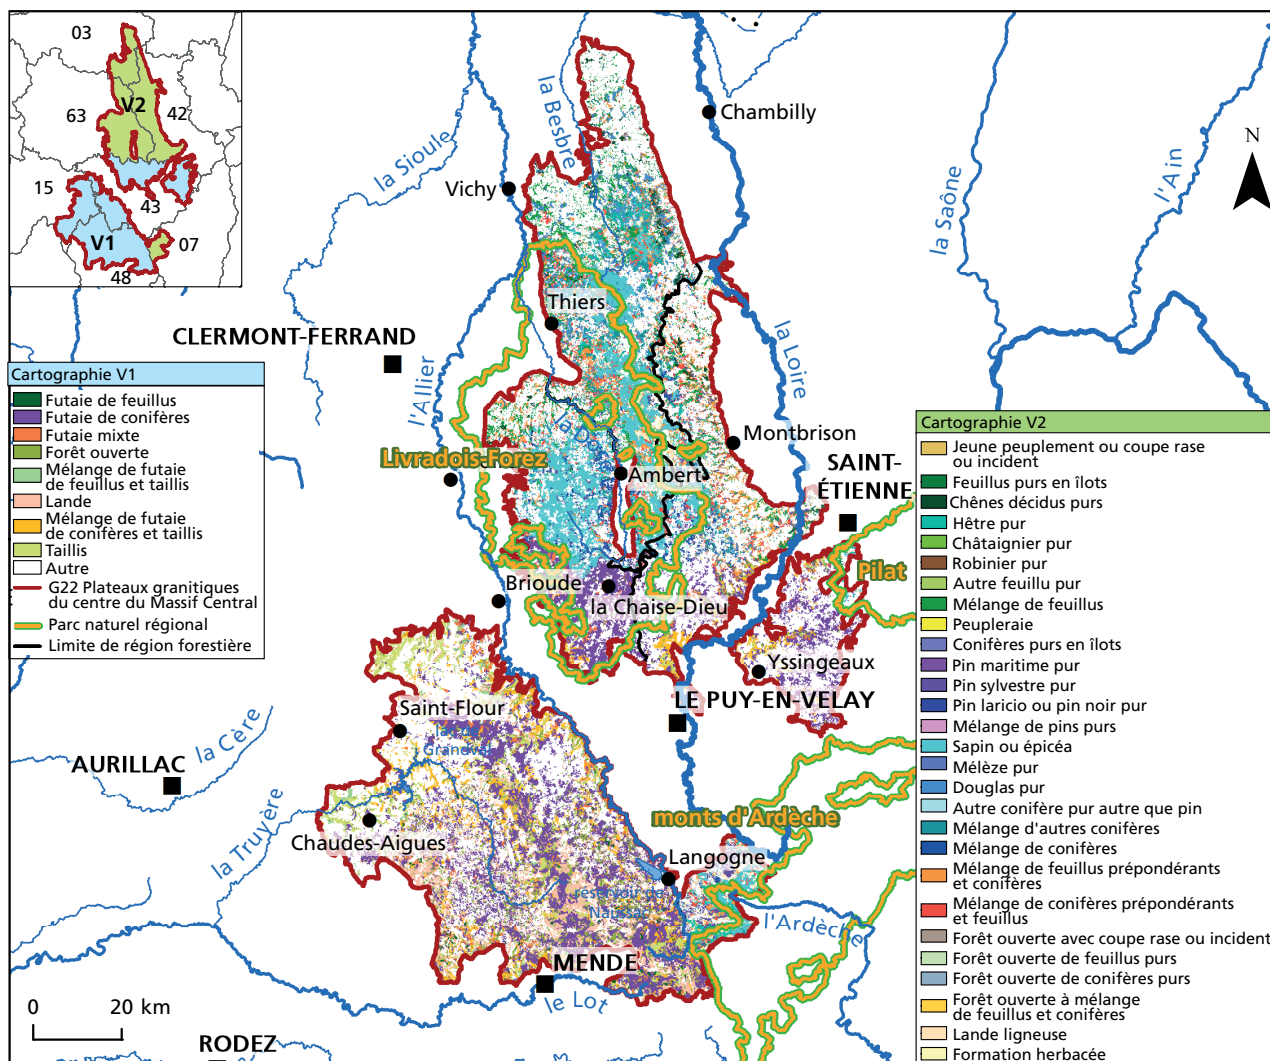 03
V2
63
42
15
43
V1
07
48
la Sioule
la Besbre
Chambilly
Vichy
la Saône
l'Ain
N
Thiers
CLERMONT-FERRAND
l'Allier
la Loire
Livradois-Forez
Montbrison
Ambert
SAINT-
ÉTIENNE
Pilat
Brioude
la Chaise-Dieu
Yssingeaux
LE PUY-EN-VELAY
Saint-Flour
la Cère
AURILLAC
la Truyère
Chaudes-Aigues
monts d'Ardèche
Langogne
réservoir de
Naussac
l'Ardèche
MENDE
le Lot
0 20 km
RODEZ
Cartographie V1
Futaie de feuillus
Futaie de conifères
Futaie mixte
Forêt ouverte
Mélange de futaie
de feuillus et taillis
Lande
Mélange de futaie
de conifères et taillis
Taillis
Autre
G22 Plateaux granitiques
du centre du Massif Central
Parc naturel régional
Limite de région forestière
Cartographie V2
Jeune peuplement ou coupe rase
ou incident
Feuillus purs en îlots
Chênes décidus purs
Hêtre pur
Châtaignier pur
Robinier pur
Autre feuillu pur
Mélange de feuillus
Peupleraie
Conifères purs en îlots
Pin maritime pur
Pin sylvestre pur
Pin laricio ou pin noir pur
Mélange de pins purs
Sapin ou épicéa
Mélèze pur
Douglas pur
Autre conifère pur autre que pin
Mélange d'autres conifères
Mélange de conifères
Mélange de feuillus prépondérants
et conifères
Mélange de conifères prépondérants
et feuillus
Forêt ouverte avec coupe rase ou incident
Forêt ouverte de feuillus purs
Forêt ouverte de conifères purs
Forêt ouverte à mélange
de feuillus et conifères
Lande ligneuse
Formation herbacée